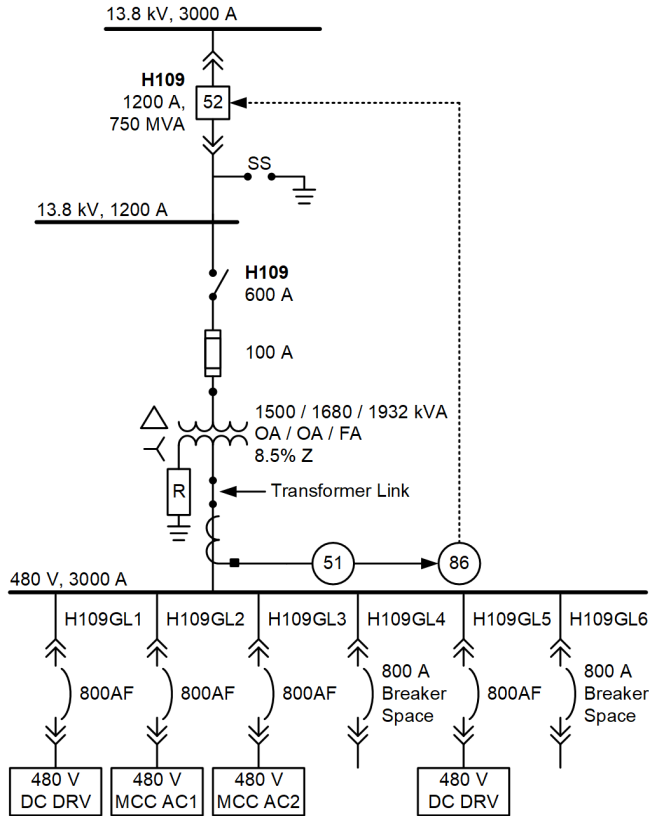 13.8 kV, 3000 A
H109
1200 A,
750 MVA
52
SS
13.8 kV, 1200 A
H109
600 A
100 A
1500 / 1680 / 1932 kVA
OA / OA / FA
8.5% Z
R
Transformer Link
51
86
480 V, 3000 A
H109GL1
H109GL2
H109GL3
H109GL4
H109GL5
H109GL6
800AF
800AF
800AF
800 A
Breaker
Space
800AF
800 A
Breaker
Space
480 V
DC DRV
480 V
MCC AC1
480 V
MCC AC2
480 V
DC DRV